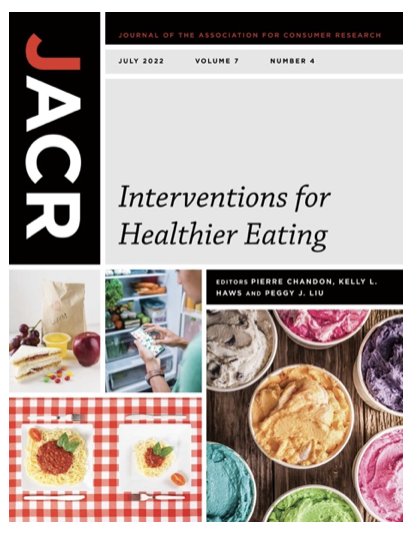 JACR
JOURNAL OF THE ASSOCIATION FOR CONSUMER RESEARCH
JULY 2022 VOLUME 7 NUMBER 4
Interventions for
Healthier Eating
EDITORS PIERRE CHANDON, KELLY L.
HAWS AND PEGGY J. LIU